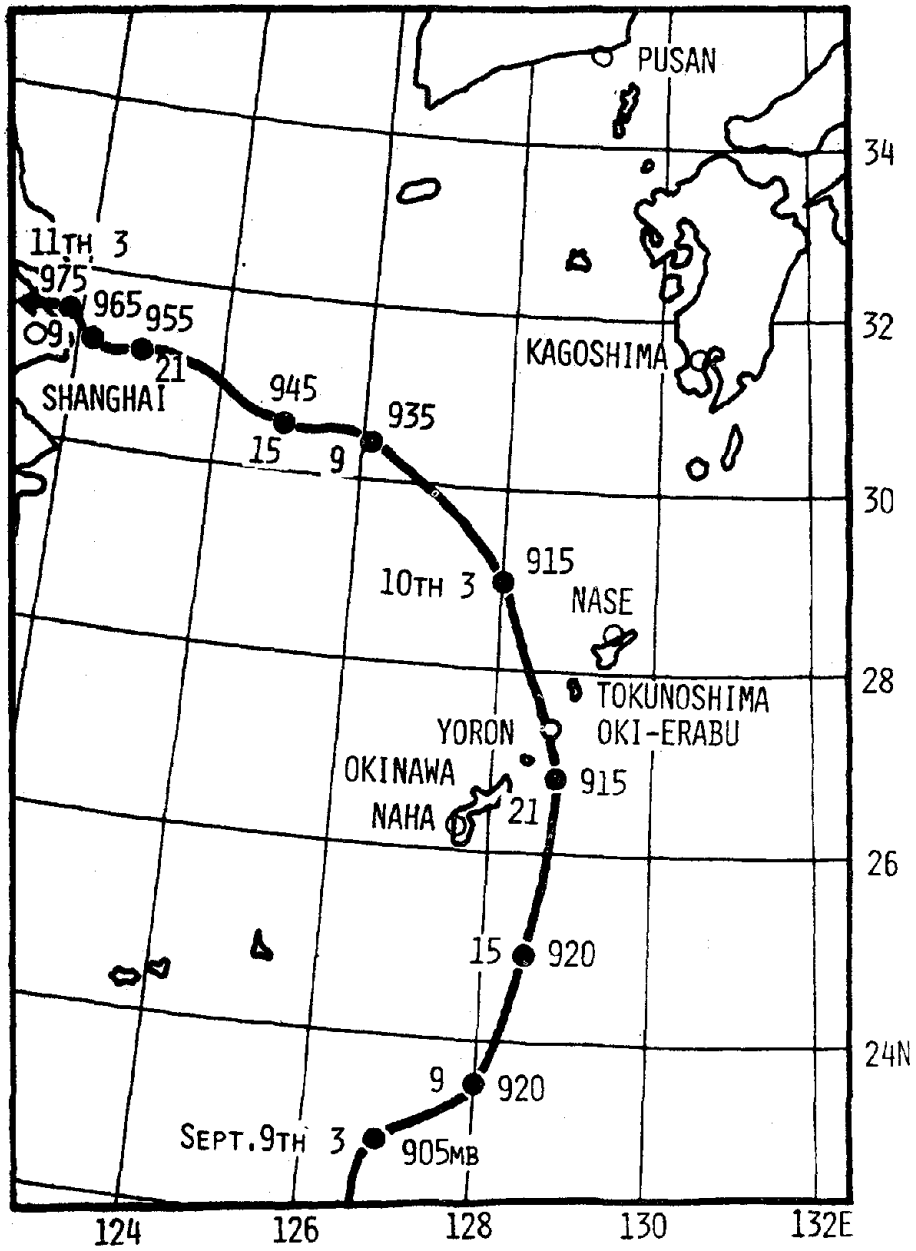 PUSAN
34
11TH 3
975
965
955
9
21
32
KAGOSHIMA
SHANGHAI
945
935
15
9
30
915
10TH 3
NASE
28
TOKUNOSHIMA
YORON
OKI-ERABU
OKINAWA
915
NAHA
21
26
15
920
24N
9
920
SEPT.9TH 3
905MB
124
126
128
130
132E